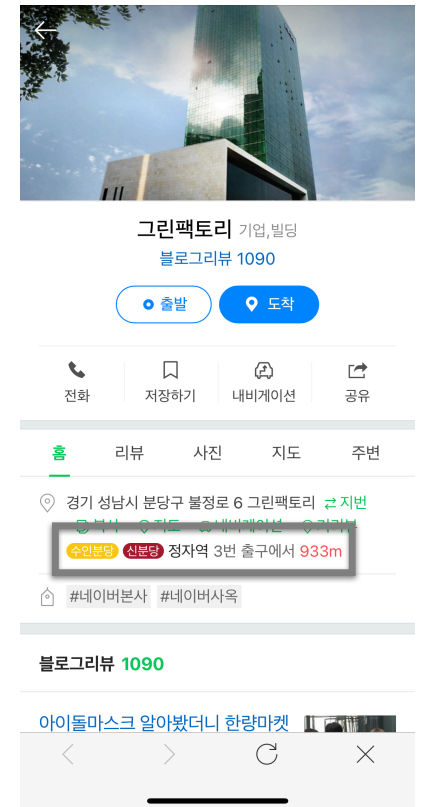 그린팩토리 기업,빌딩
블로그리뷰 1090
출발
도착
전화
저장하기
내비게이션
공유
홈
리뷰
사진
지도
주변
경기 성남시 분당구 불정로 6 그린팩토리 지번
수인분당 신분당 정자역 3번 출구에서 933m
#네이버본사 #네이버사옥
블로그리뷰 1090
아이돌마스크 알아봤더니 한량마켓